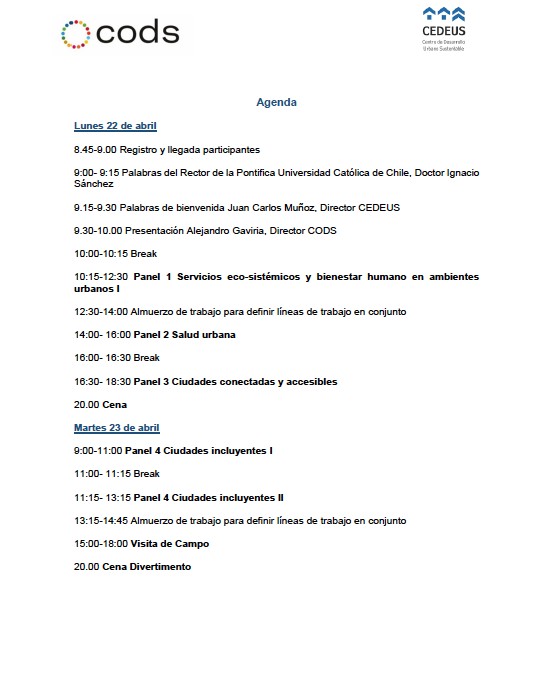 cods
CEDEUS
Centro de Desarrollo
Urbano Sustentable
Agenda
Lunes 22 de abril
8.45-9.00 Registro y llegada participantes
9:00- 9:15 Palabras del Rector de la Pontifica Universidad Católica de Chile, Doctor Ignacio
Sánchez
9.15-9.30 Palabras de bienvenida Juan Carlos Muñoz, Director CEDEUS
9.30-10.00 Presentación Alejandro Gaviria, Director CODS
10:00-10:15 Break
10:15-12:30 Panel 1 Servicios eco-sistémicos y bienestar humano en ambientes
urbanos I
12:30-14:00 Almuerzo de trabajo para definir líneas de trabajo en conjunto
14:00- 16:00 Panel 2 Salud urbana
16:00- 16:30 Break
16:30- 18:30 Panel 3 Ciudades conectadas y accesibles
20.00 Cena
Martes 23 de abril
9:00-11:00 Panel 4 Ciudades incluyentes I
11:00- 11:15 Break
11:15- 13:15 Panel 4 Ciudades incluyentes II
13:15-14:45 Almuerzo de trabajo para definir líneas de trabajo en conjunto
15:00-18:00 Visita de Campo
20.00 Cena Divertimento